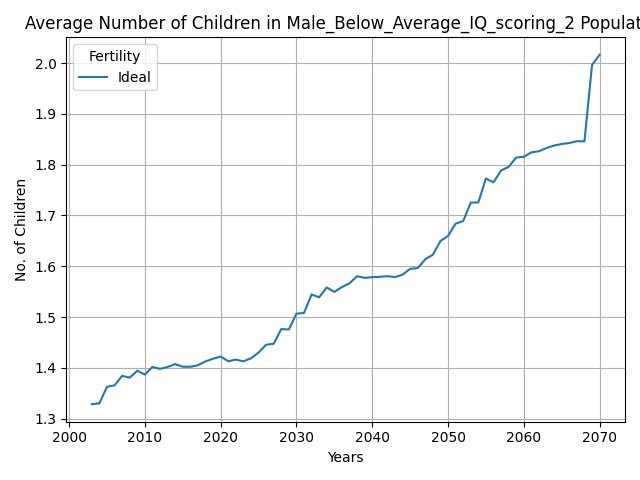 Average Number of Children in Male_Below_Average_IQ_scoring_2 Populat
Fertility
Ideal
No. of Children
2.0
1.9
1.8
1.7
1.6
1.5
1.4
1.3
2000 2010 2020 2030 2040 2050 2060 2070
Years